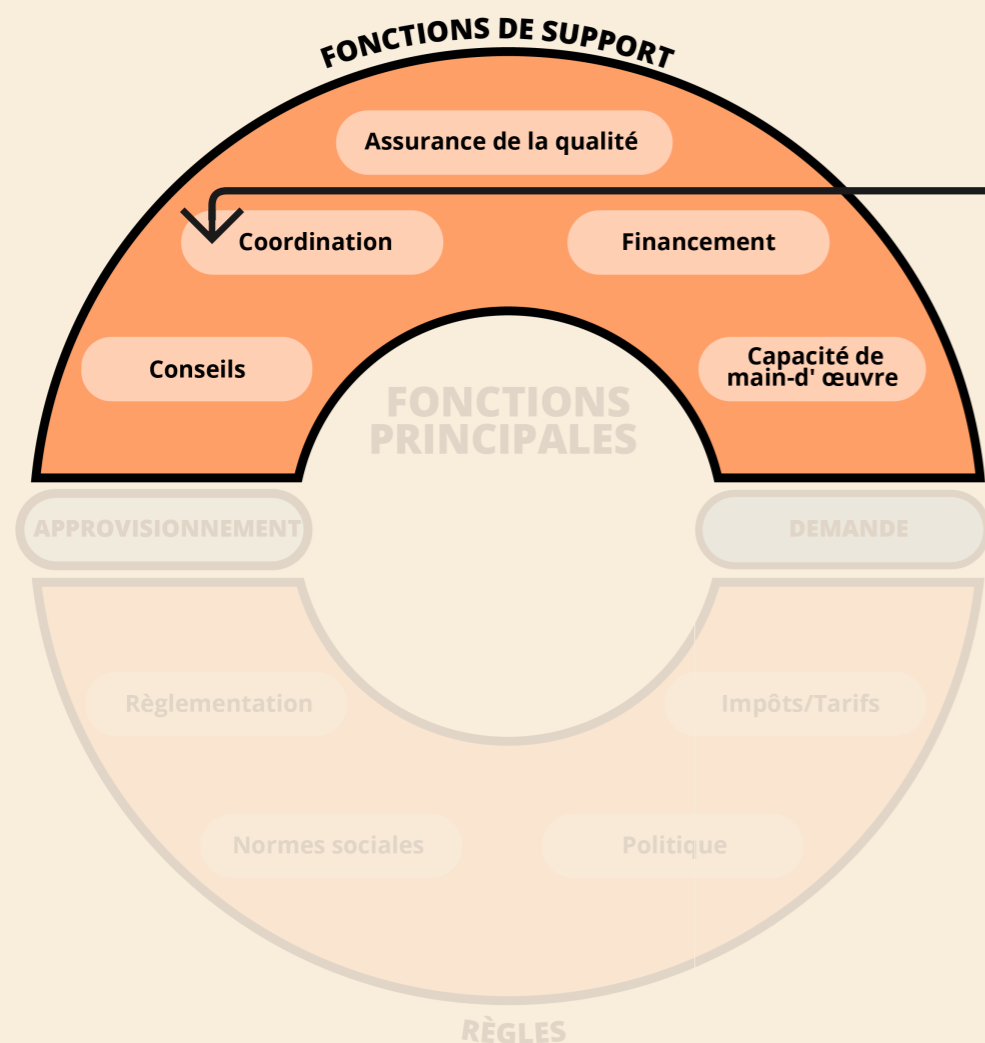 FONCTIONS DE SUPPORT
Assurance de la qualité
Coordination
Financement
Conseils
Capacité de
main-d' œuvre
FONCTIONS
PRINCIPALES
APPROVISIONNEMENT
DEMANDE
Règlementation
Impôts/Tarifs
Normes sociales
Politique
RÈGLES